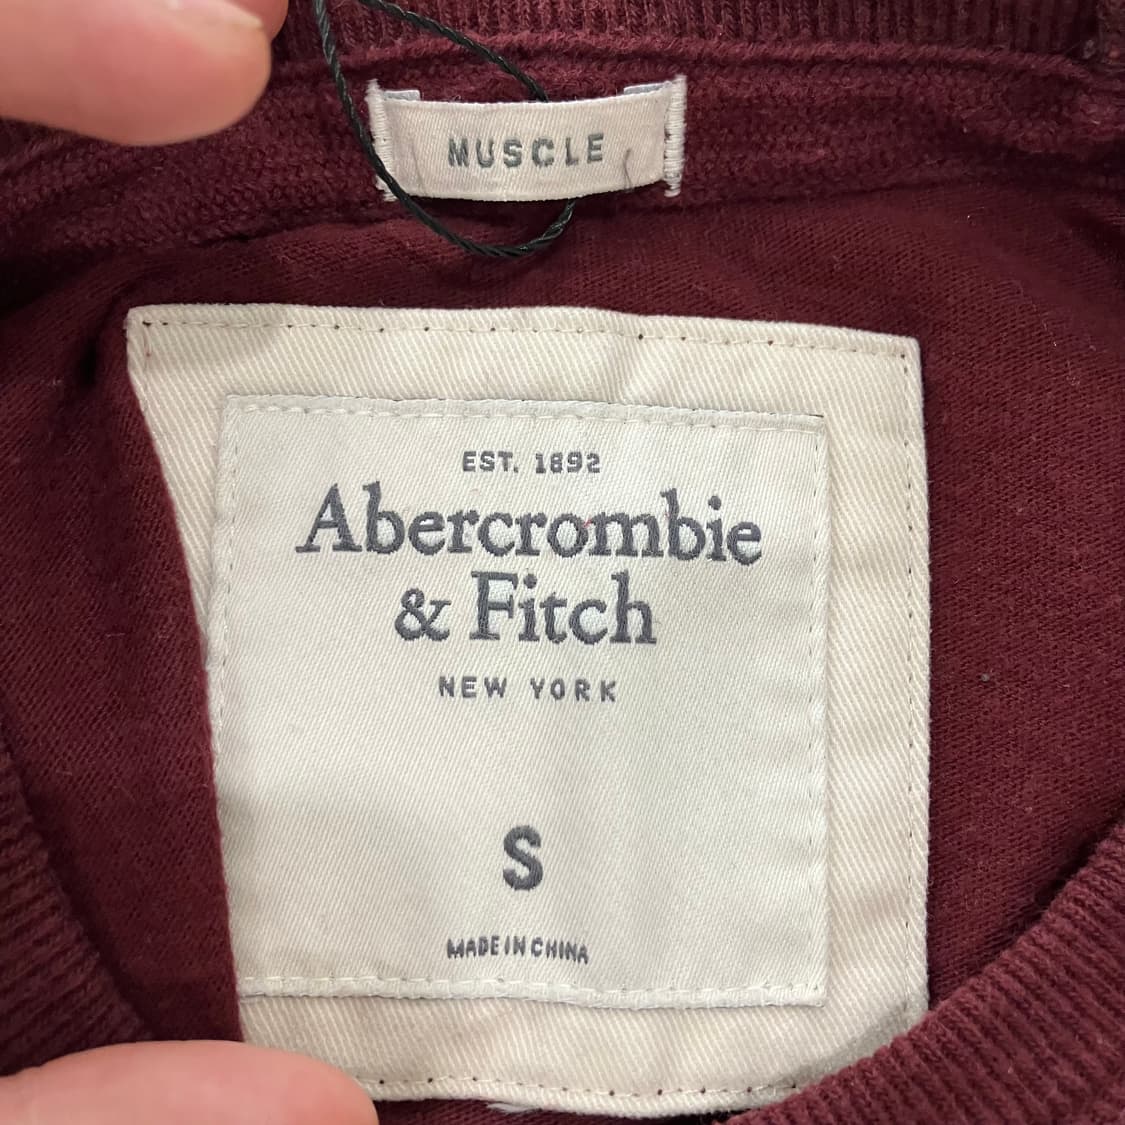 MUSCLE
EST. 1892
Abercrombie
& Fitch
NEW YORK
S
MADE IN CHINA